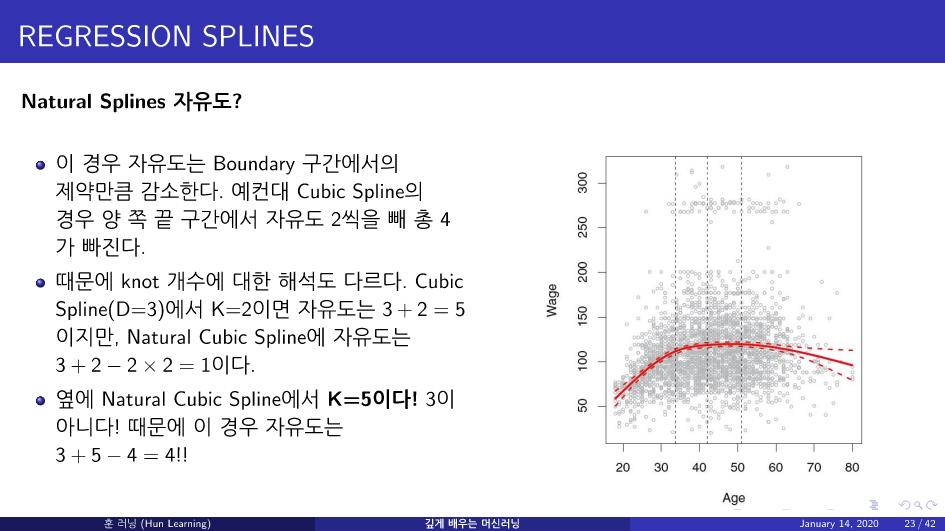 REGRESSION SPLINES
Natural Splines 자유도?
이 경우 자유도는 Boundary 구간에서의
제약만큼 감소한다. 예컨대 Cubic Spline의
경우 양 쪽 끝 구간에서 자유도 2씩을 빼 총 4
가 빠진다.
때문에 knot 개수에 대한 해석도 다르다. Cubic
Spline(D=3)에서 K=2이면 자유도는 3 + 2 = 5
이지만, Natural Cubic Spline에 자유도는
3 + 2 − 2 × 2 = 1이다.
옆에 Natural Cubic Spline에서 K=5이다! 3이
아니다! 때문에 이 경우 자유도는
3 + 5 − 4 = 4!!
Wage
300
250
200
150
100
50
20 30 40 50 60 70 80
Age
훈 러닝 (Hun Learning) 깊게 배우는 머신러닝 January 14, 2020 23 / 42